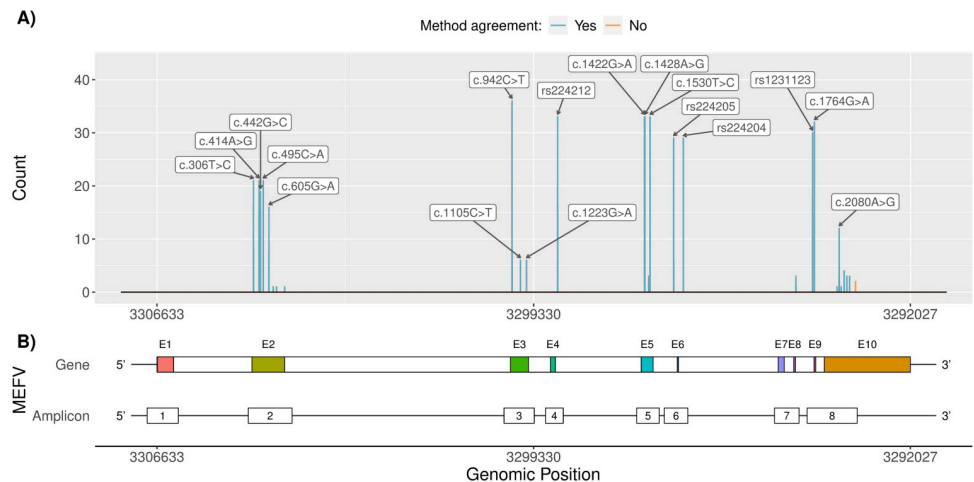 A)
Method agreement: Yes No
c.1422G>A c.1428A>G
c.942C>T rs224212 c.1530T>C rs1231123
c.442G>C rs224205 c.1764G>A
c.414A>G rs224204
c.306T>C c.495C>A
c.605G>A
c.1105C>T c.1223G>A c.2080A>G
Count
40
30
20
10
0
3306633 3299330 3292027
B)
E1 E2 E3 E4 E5 E6 E7 E8 E9 E10
MEFV
Gene 5' 3'
Amplicon 5' 1 2 3 4 5 6 7 8 3'
3306633 3299330 3292027
Genomic Position